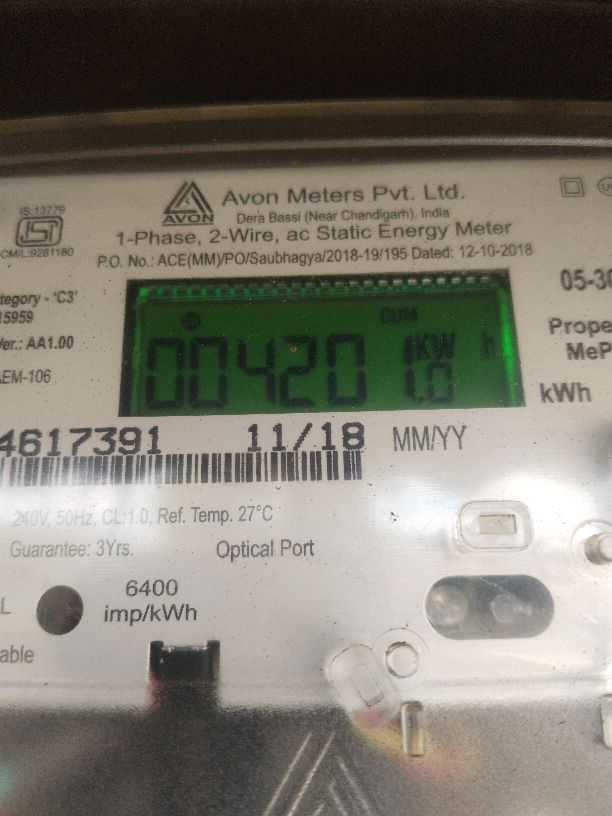 Avon Meters Pvt. Ltd.
AVON
Dera Bassi (Near Chandigarh), India
IS:13779
ISI
CM/L:9281180
1-Phase, 2-Wire, ac Static Energy Meter
P.O. No.: ACE(MM)/PO/Saubhagya/2018-19/195 Dated: 12-10-2018
tegory - 'C3'
15959
Ver.: AA1.00
AEM-106
05-30
Prope
MeP
CUM
KW h
00420 1.0
kWh
4617391 11/18 MM/YY
240V, 50Hz, CL:1.0, Ref. Temp. 27°C
Guarantee: 3Yrs. Optical Port
6400
imp/kWh
L
able